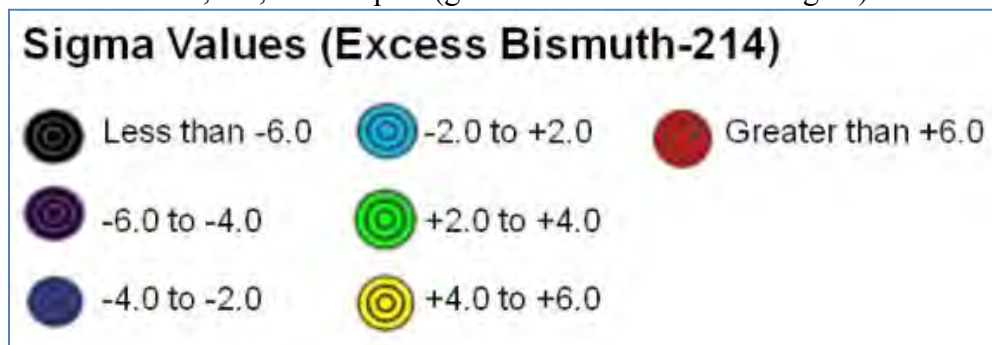 Sigma Values (Excess Bismuth-214)
Less than -6.0
-6.0 to -4.0
-4.0 to -2.0
-2.0 to +2.0
+2.0 to +4.0
+4.0 to +6.0
Greater than +6.0